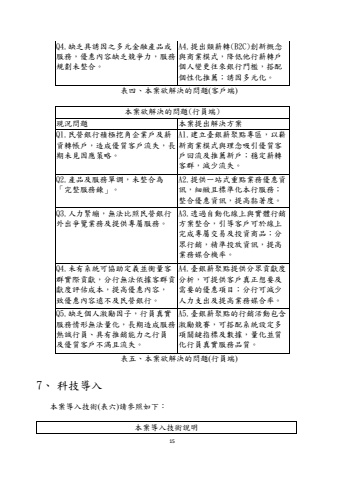 Q4.缺乏具誘因之多元金融產品或
服務，優惠內容缺乏競爭力，服務
規劃未整合。
A4.提出類薪轉(B2C)創新概念
與商業模式，降低他行薪轉戶
個人變更往來銀行門檻，搭配
個性化推薦；誘因多元化。
表四、本案欲解決的問題(客戶端)
本案欲解決的問題(行員端)
現況問題
本案提出解決方案
Q1.民營銀行積極挖角企業戶及薪
資轉帳戶，造成優質客戶流失，長
期未見因應策略。
A1.建立臺銀薪聚點專區，以薪
新商業模式與理念吸引優質客
戶回流及推薦新戶；穩定薪轉
客群，減少流失。
Q2.產品及服務單調，未整合為
「完整服務鍊」。
A2.提供一站式重點業務優惠資
訊，細緻且標準化本行服務；
整合優惠資訊，提高黏著度。
Q3.人力緊繃，無法比照民營銀行
外出爭覽業務及提供專屬服務。
A3.透過自動化線上與實體行銷
方案整合，引導客戶可於線上
完成專屬交易及投資商品；分
眾行銷，精準投放資訊，提高
業務媒合機率。
Q4.未有系統可協助定義並衡量客
群實際貢獻，分行無法依據客群貢
獻度評估成本，提高優惠內容，
致優惠內容遠不及民營銀行。
A4.臺銀薪聚點提供分眾貢獻度
分析，可提供客戶真正想要及
需要的優惠項目；分行可減少
人力支出及提高業務媒合率。
Q5.缺乏個人激勵因子，行員真實
服務情形無法量化，長期造成服務
熱誠行員、具有推銷能力之行員
及優質客戶不滿且流失。
A5.臺銀薪聚點的行銷活動包含
激勵競賽，可搭配系統設定多
項關鍵指標及數據，量化並質
化行員真實服務品質。
表五、本案欲解決的問題(行員端)
7、 科技導入
本案導入技術(表六)請參照如下：
本案導入技術說明
15